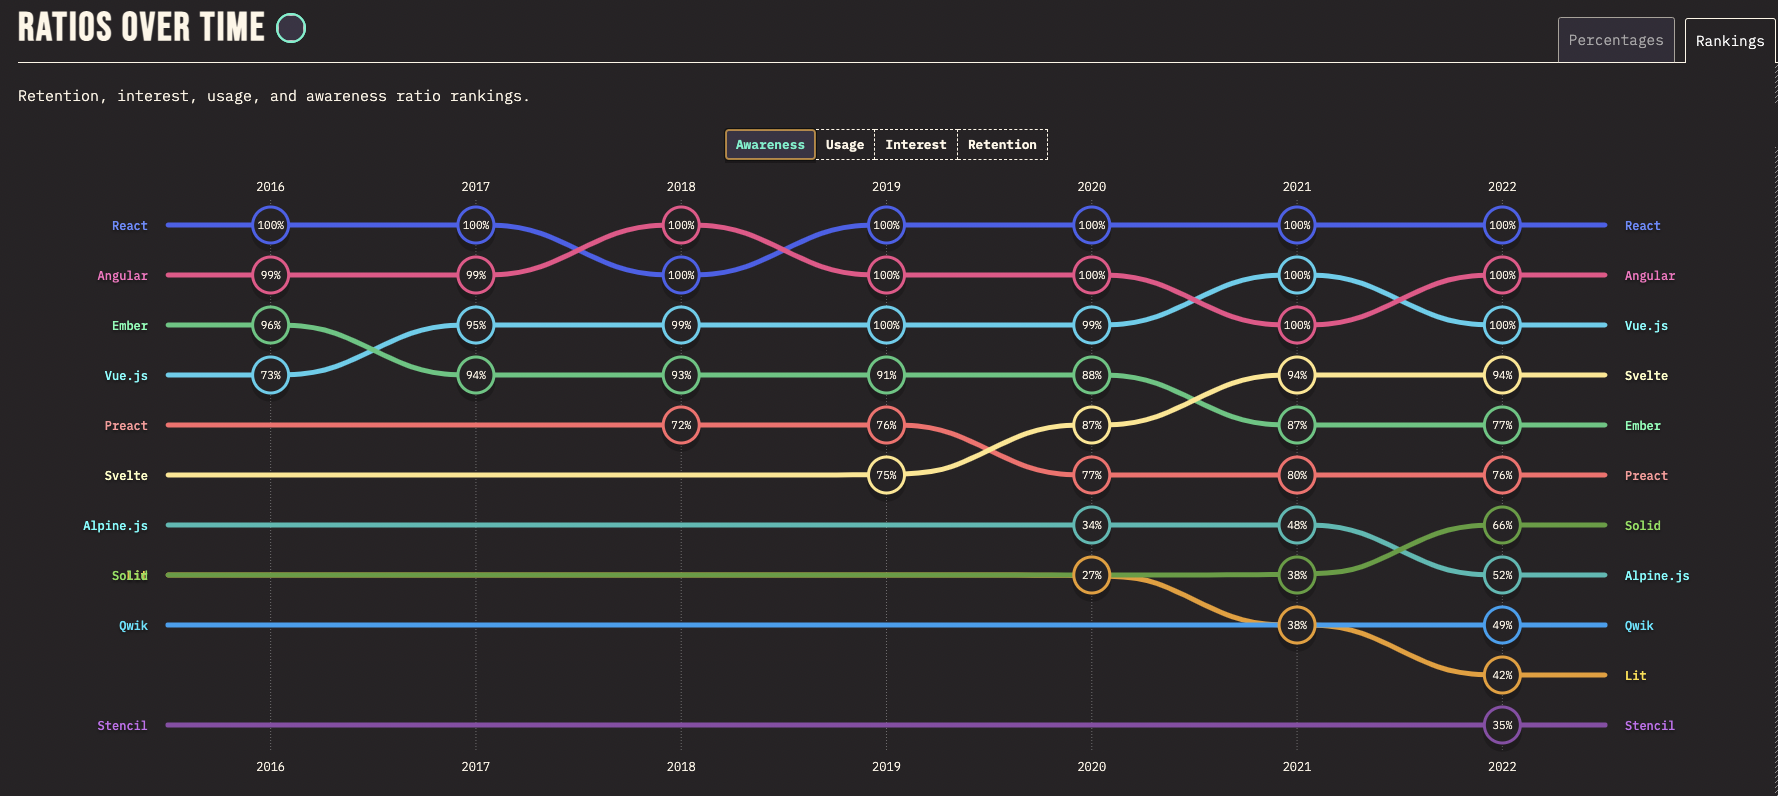 RATIOS OVER TIME
Percentages
Rankings
Retention, interest, usage, and awareness ratio rankings.
Awareness Usage Interest Retention
2016 2017 2018 2019 2020 2021 2022
React 100% 100% 100% 100% 100% 100% 100% React
Angular 99% 99% 100% 100% 100% 100% 100% Angular
Ember 96% 95% 99% 100% 99% 100% 100% Vue.js
Vue.js 73% 94% 93% 91% 88% 94% 94% Svelte
Preact 72% 76% 87% 87% 77% Ember
Svelte 75% 77% 80% 76% Preact
Alpine.js 34% 48% 66% Solid
Solid 27% 38% 52% Alpine.js
Qwik 38% 49% Qwik
42% Lit
Stencil 35% Stencil
2016 2017 2018 2019 2020 2021 2022